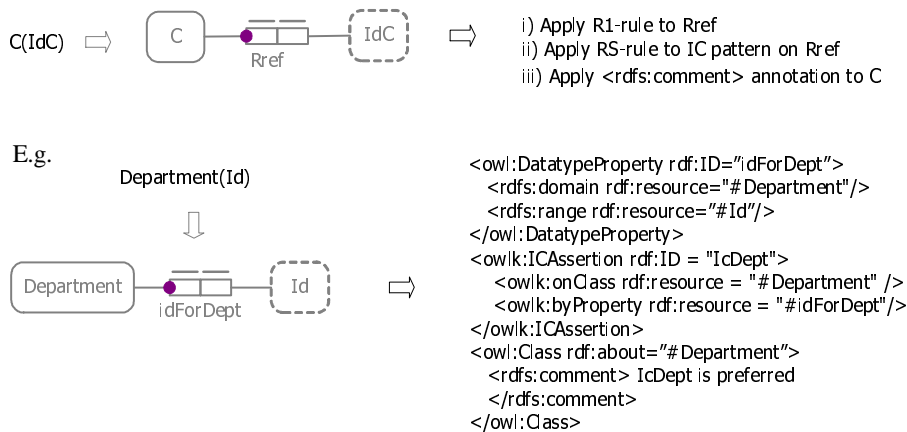 C(IdC)
C
Rref
IdC
i) Apply R1-rule to Rref
ii) Apply RS-rule to IC pattern on Rref
iii) Apply <rdfs:comment> annotation to C
E.g.
Department(Id)
Department
idForDept
Id
<owl:DatatypeProperty rdf:ID="idForDept">
<rdfs:domain rdf:resource="#Department"/>
<rdfs:range rdf:resource="#Id"/>
</owl:DatatypeProperty>
<owlk:ICAssertion rdf:ID = "IcDept">
<owlk:onClass rdf:resource = "#Department" />
<owlk:byProperty rdf:resource = "#idForDept"/>
</owlk:ICAssertion>
<owl:Class rdf:about="#Department">
<rdfs:comment> IcDept is preferred
</rdfs:comment>
</owl:Class>